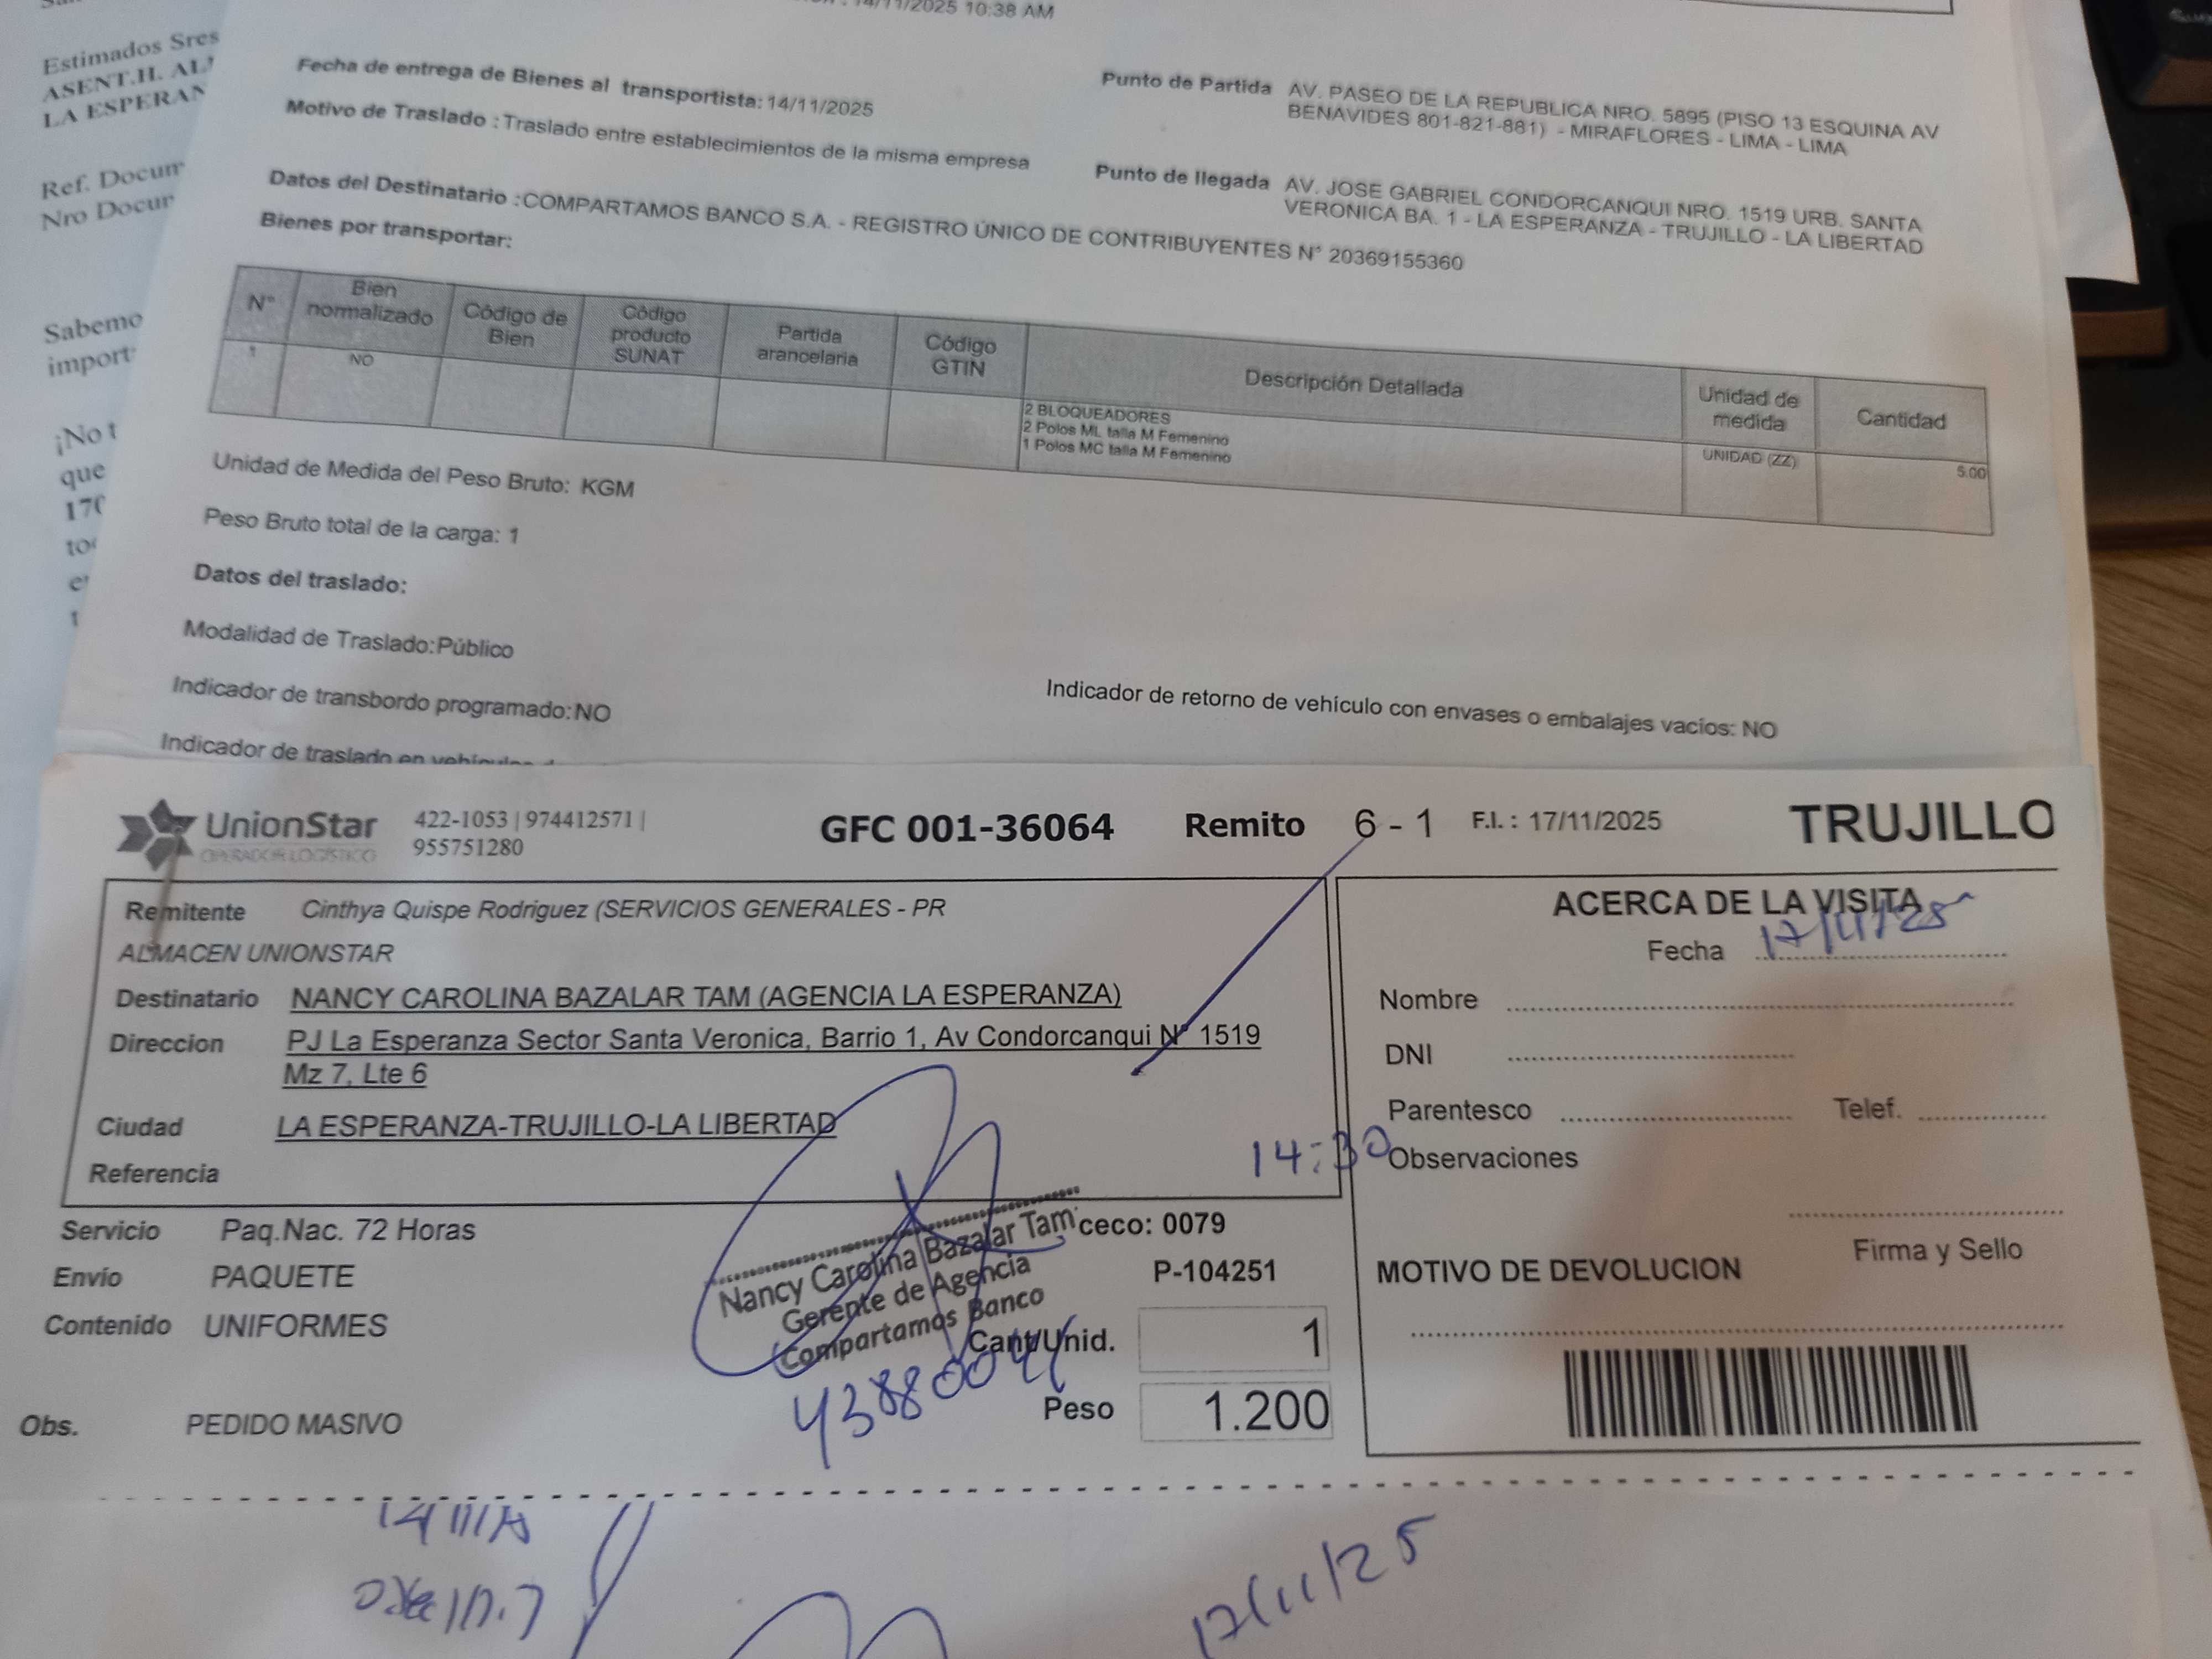 14/11/2025 10:38 AM
Estimados Sres
ASENT.H. AL
LA ESPERAN
Ref. Docum
Nro Docum
Sabemo
import
¡No t
que
170
Fecha de entrega de Bienes al transportista: 14/11/2025
Motivo de Traslado : Traslado entre establecimientos de la misma empresa
Punto de Partida AV. PASEO DE LA REPUBLICA NRO. 5895 (PISO 13 ESQUINA AV
BENAVIDES 801-821-881) - MIRAFLORES - LIMA - LIMA
Punto de llegada AV. JOSE GABRIEL CONDORCANQUI NRO. 1519 URB. SANTA
VERONICA BA. 1 - LA ESPERANZA - TRUJILLO - LA LIBERTAD
Datos del Destinatario : COMPARTAMOS BANCO S.A. - REGISTRO ÚNICO DE CONTRIBUYENTES N° 20369155360
Bienes por transportar:
N° Bien normalizado Código de Bien Código producto SUNAT Partida arancelaria Código GTIN Descripción Detallada Unidad de medida Cantidad
1 NO 2 BLOQUEADORES UNIDAD (ZZ) 5.00
2 Polos ML talla M Femenino
1 Polos MC talla M Femenino
Unidad de Medida del Peso Bruto: KGM
Peso Bruto total de la carga: 1
Datos del traslado:
Modalidad de Traslado: Público
Indicador de transbordo programado: NO
Indicador de retorno de vehículo con envases o embalajes vacíos: NO
Indicador de traslado en vehículos
UnionStar
OPERADOR LOGÍSTICO
422-1053 | 974412571 |
955751280
GFC 001-36064 Remito 6 - 1 F.I. : 17/11/2025 TRUJILLO
Remitente Cinthya Quispe Rodriguez (SERVICIOS GENERALES - PR
ALMACEN UNIONSTAR
Destinatario NANCY CAROLINA BAZALAR TAM (AGENCIA LA ESPERANZA)
Direccion PJ La Esperanza Sector Santa Veronica, Barrio 1, Av Condorcanqui N° 1519
Mz 7, Lte 6
Ciudad LA ESPERANZA-TRUJILLO-LA LIBERTAD
Referencia
14:30
ACERCA DE LA VISITA
Fecha 17/11/25
Nombre
DNI
Parentesco Telef.
Observaciones
Firma y Sello
MOTIVO DE DEVOLUCION
Servicio Paq.Nac. 72 Horas
Envío PAQUETE
Contenido UNIFORMES
Obs. PEDIDO MASIVO
Nancy Carolina Bazalar Tam
Gerente de Agencia
Compartamos Banco
ceco: 0079
P-104251
Cant/Unid. 1
Peso 1.200
17/11/25